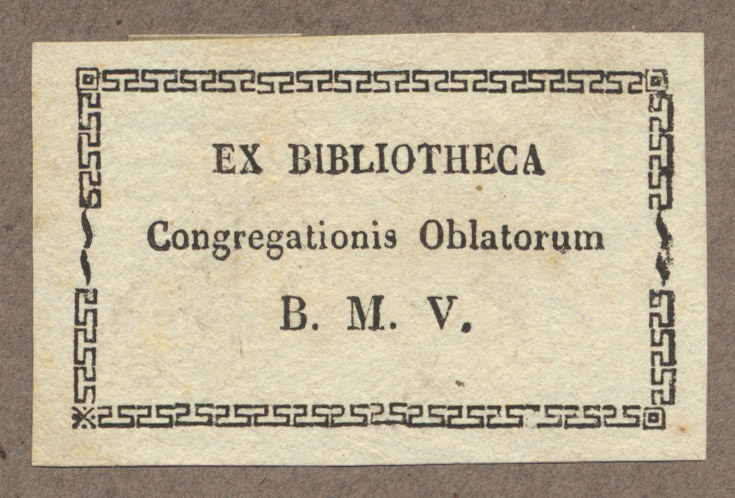 EX BIBLIOTHECA
Congregationis Oblatorum
B. M. V.